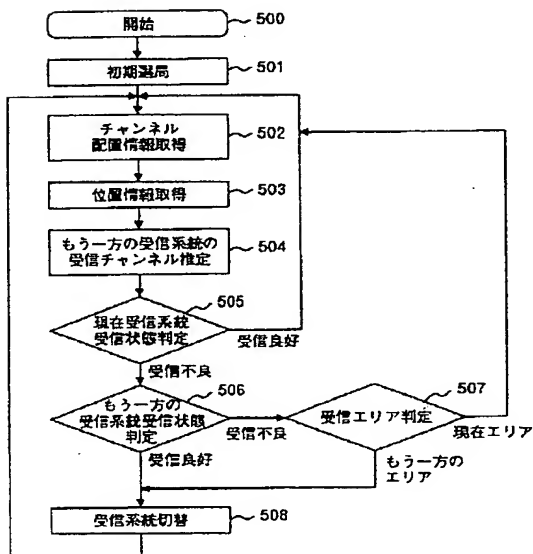 開始
500
初期選局
501
チャンネル
配置情報取得
502
位置情報取得
503
もう一方の受信系統の
受信チャンネル推定
504
505
現在受信系統
受信状態判定
受信良好
受信不良
506
もう一方の
受信系統受信状態
判定
受信不良
受信良好
507
受信エリア判定
現在エリア
もう一方の
エリア
受信系統切替
508